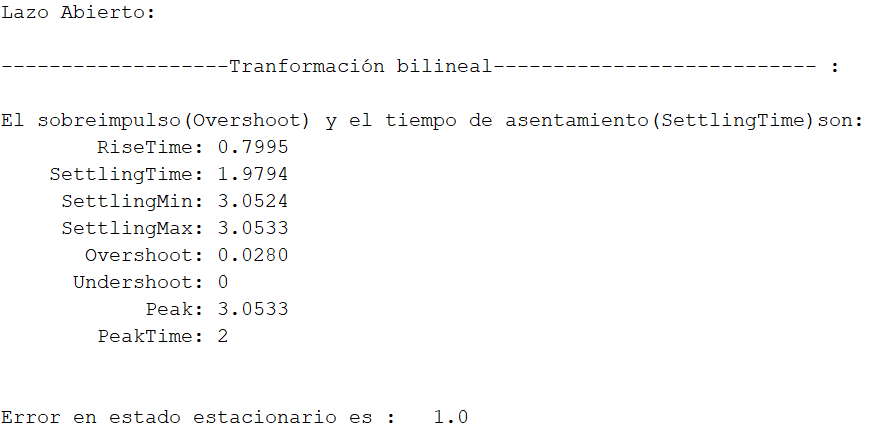 Lazo Abierto:
-------------------Tranformación bilineal--------------------------- :
El sobreimpulso(Overshoot) y el tiempo de asentamiento(SettlingTime)son:
RiseTime: 0.7995
SettlingTime: 1.9794
SettlingMin: 3.0524
SettlingMax: 3.0533
Overshoot: 0.0280
Undershoot: 0
Peak: 3.0533
PeakTime: 2
Error en estado estacionario es :   1.0